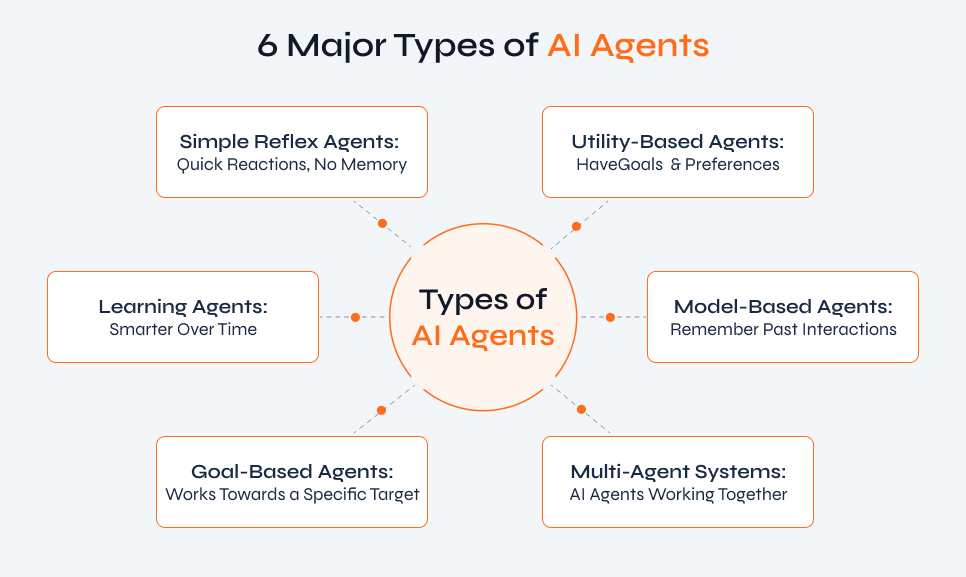 6 Major Types of AI Agents
Simple Reflex Agents:
Quick Reactions, No Memory
Utility-Based Agents:
HaveGoals & Preferences
Learning Agents:
Smarter Over Time
Types of
AI Agents
Model-Based Agents:
Remember Past Interactions
Goal-Based Agents:
Works Towards a Specific Target
Multi-Agent Systems:
AI Agents Working Together